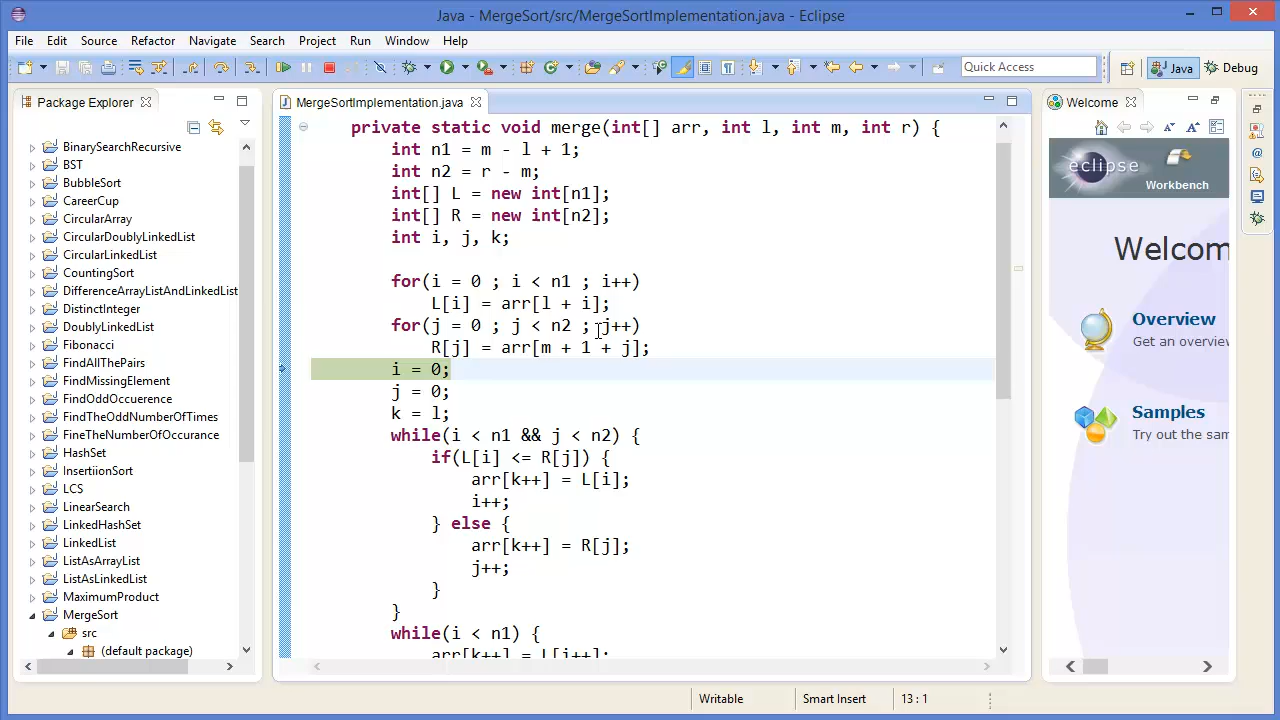 Java - MergeSort/src/MergeSortImplementation.java - Eclipse
File Edit Source Refactor Navigate Search Project Run Window Help
Quick Access
Java
Debug
Package Explorer
BinarySearchRecursive
BST
BubbleSort
CareerCup
CircularArray
CircularDoublyLinkedList
CircularLinkedList
CountingSort
DifferenceArrayListAndLinkedList
DistinctInteger
DoublyLinkedList
Fibonacci
FindAllThePairs
FindMissingElement
FindOddOccuerence
FindTheOddNumberOfTimes
FineTheNumberOfOccurance
HashSet
InsertiionSort
LCS
LinearSearch
LinkedHashSet
LinkedList
ListAsArrayList
ListAsLinkedList
MaximumProduct
MergeSort
src
(default package)
MergeSortImplementation.java
private static void merge(int[] arr, int l, int m, int r) {
int n1 = m - l + 1;
int n2 = r - m;
int[] L = new int[n1];
int[] R = new int[n2];
int i, j, k;
for(i = 0 ; i < n1 ; i++)
L[i] = arr[l + i];
for(j = 0 ; j < n2 ; j++)
R[j] = arr[m + 1 + j];
i = 0;
j = 0;
k = l;
while(i < n1 && j < n2) {
if(L[i] <= R[j]) {
arr[k++] = L[i];
i++;
} else {
arr[k++] = R[j];
j++;
}
}
while(i < n1) {
arr[k++] = L[i++];
Welcome
eclipse
Workbench
Welcom
Overview
Get an overview
Samples
Try out the sam
Writable
Smart Insert
13 : 1